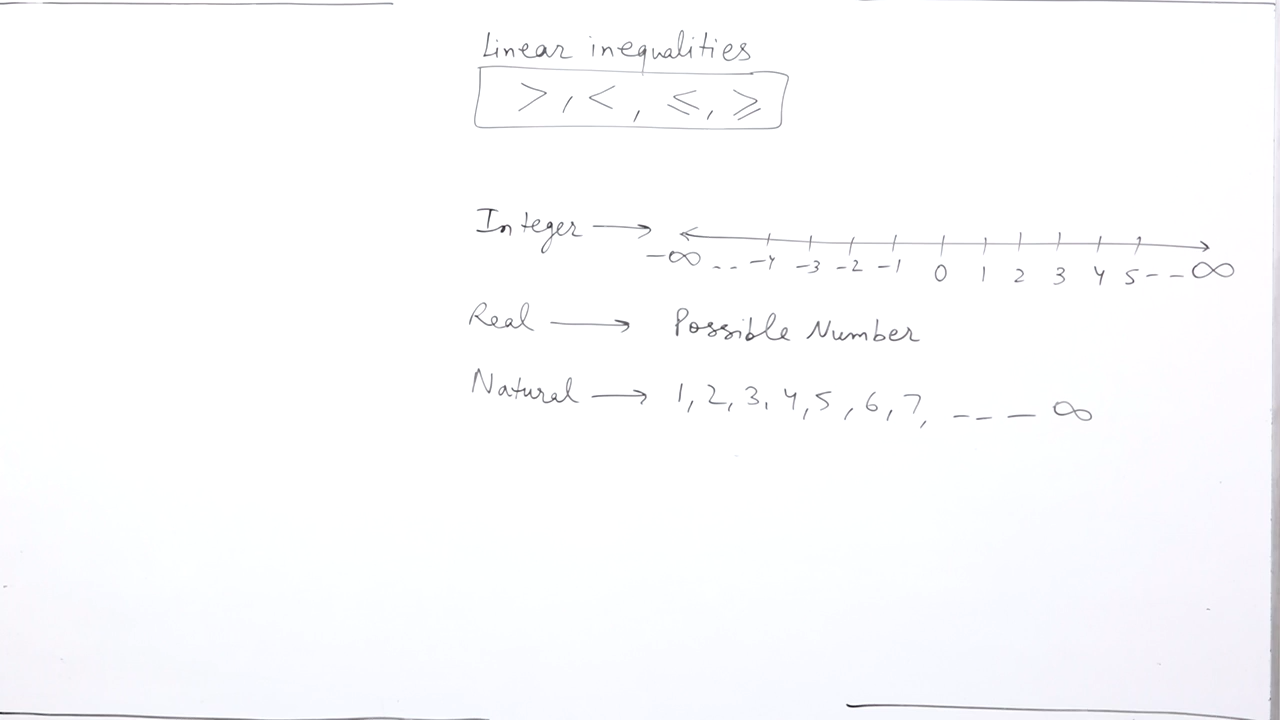 Linear inequalities
>, <, ≤, ≥
Integer →
-∞ -- -4 -3 -2 -1 0 1 2 3 4 5 -- ∞
Real → Possible Number
Natural → 1, 2, 3, 4, 5, 6, 7, --- ∞